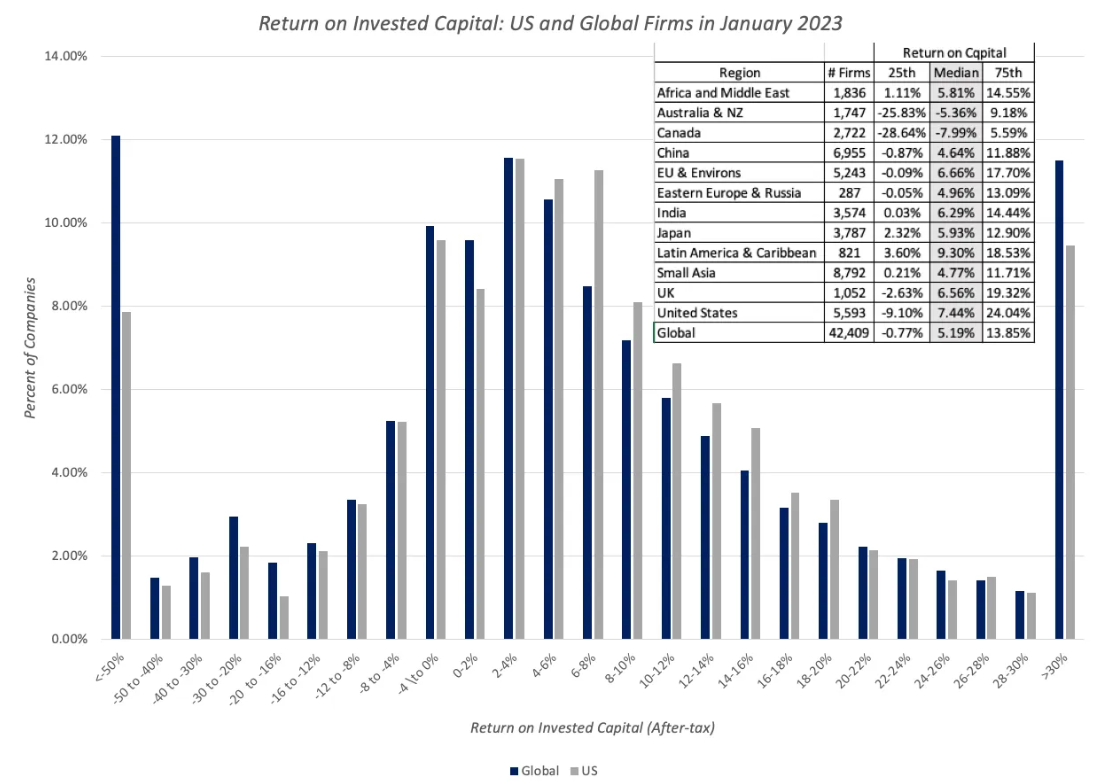 Return on Invested Capital: US and Global Firms in January 2023
Return on Cqpital
Region # Firms 25th Median 75th
Africa and Middle East 1,836 1.11% 5.81% 14.55%
Australia & NZ 1,747 -25.83% -5.36% 9.18%
Canada 2,722 -28.64% -7.99% 5.59%
China 6,955 -0.87% 4.64% 11.88%
EU & Environs 5,243 -0.09% 6.66% 17.70%
Eastern Europe & Russia 287 -0.05% 4.96% 13.09%
India 3,574 0.03% 6.29% 14.44%
Japan 3,787 2.32% 5.93% 12.90%
Latin America & Caribbean 821 3.60% 9.30% 18.53%
Small Asia 8,792 0.21% 4.77% 11.71%
UK 1,052 -2.63% 6.56% 19.32%
United States 5,593 -9.10% 7.44% 24.04%
Global 42,409 -0.77% 5.19% 13.85%
Percent of Companies
14.00%
12.00%
10.00%
8.00%
6.00%
4.00%
2.00%
0.00%
<-50%
-50 to -40%
-40 to -30%
-30 to -20%
-20 to -16%
-16 to -12%
-12 to -8%
-8 to -4%
-4 \to 0%
0-2%
2-4%
4-6%
6-8%
8-10%
10-12%
12-14%
14-16%
16-18%
18-20%
20-22%
22-24%
24-26%
26-28%
28-30%
>30%
Return on Invested Capital (After-tax)
Global US